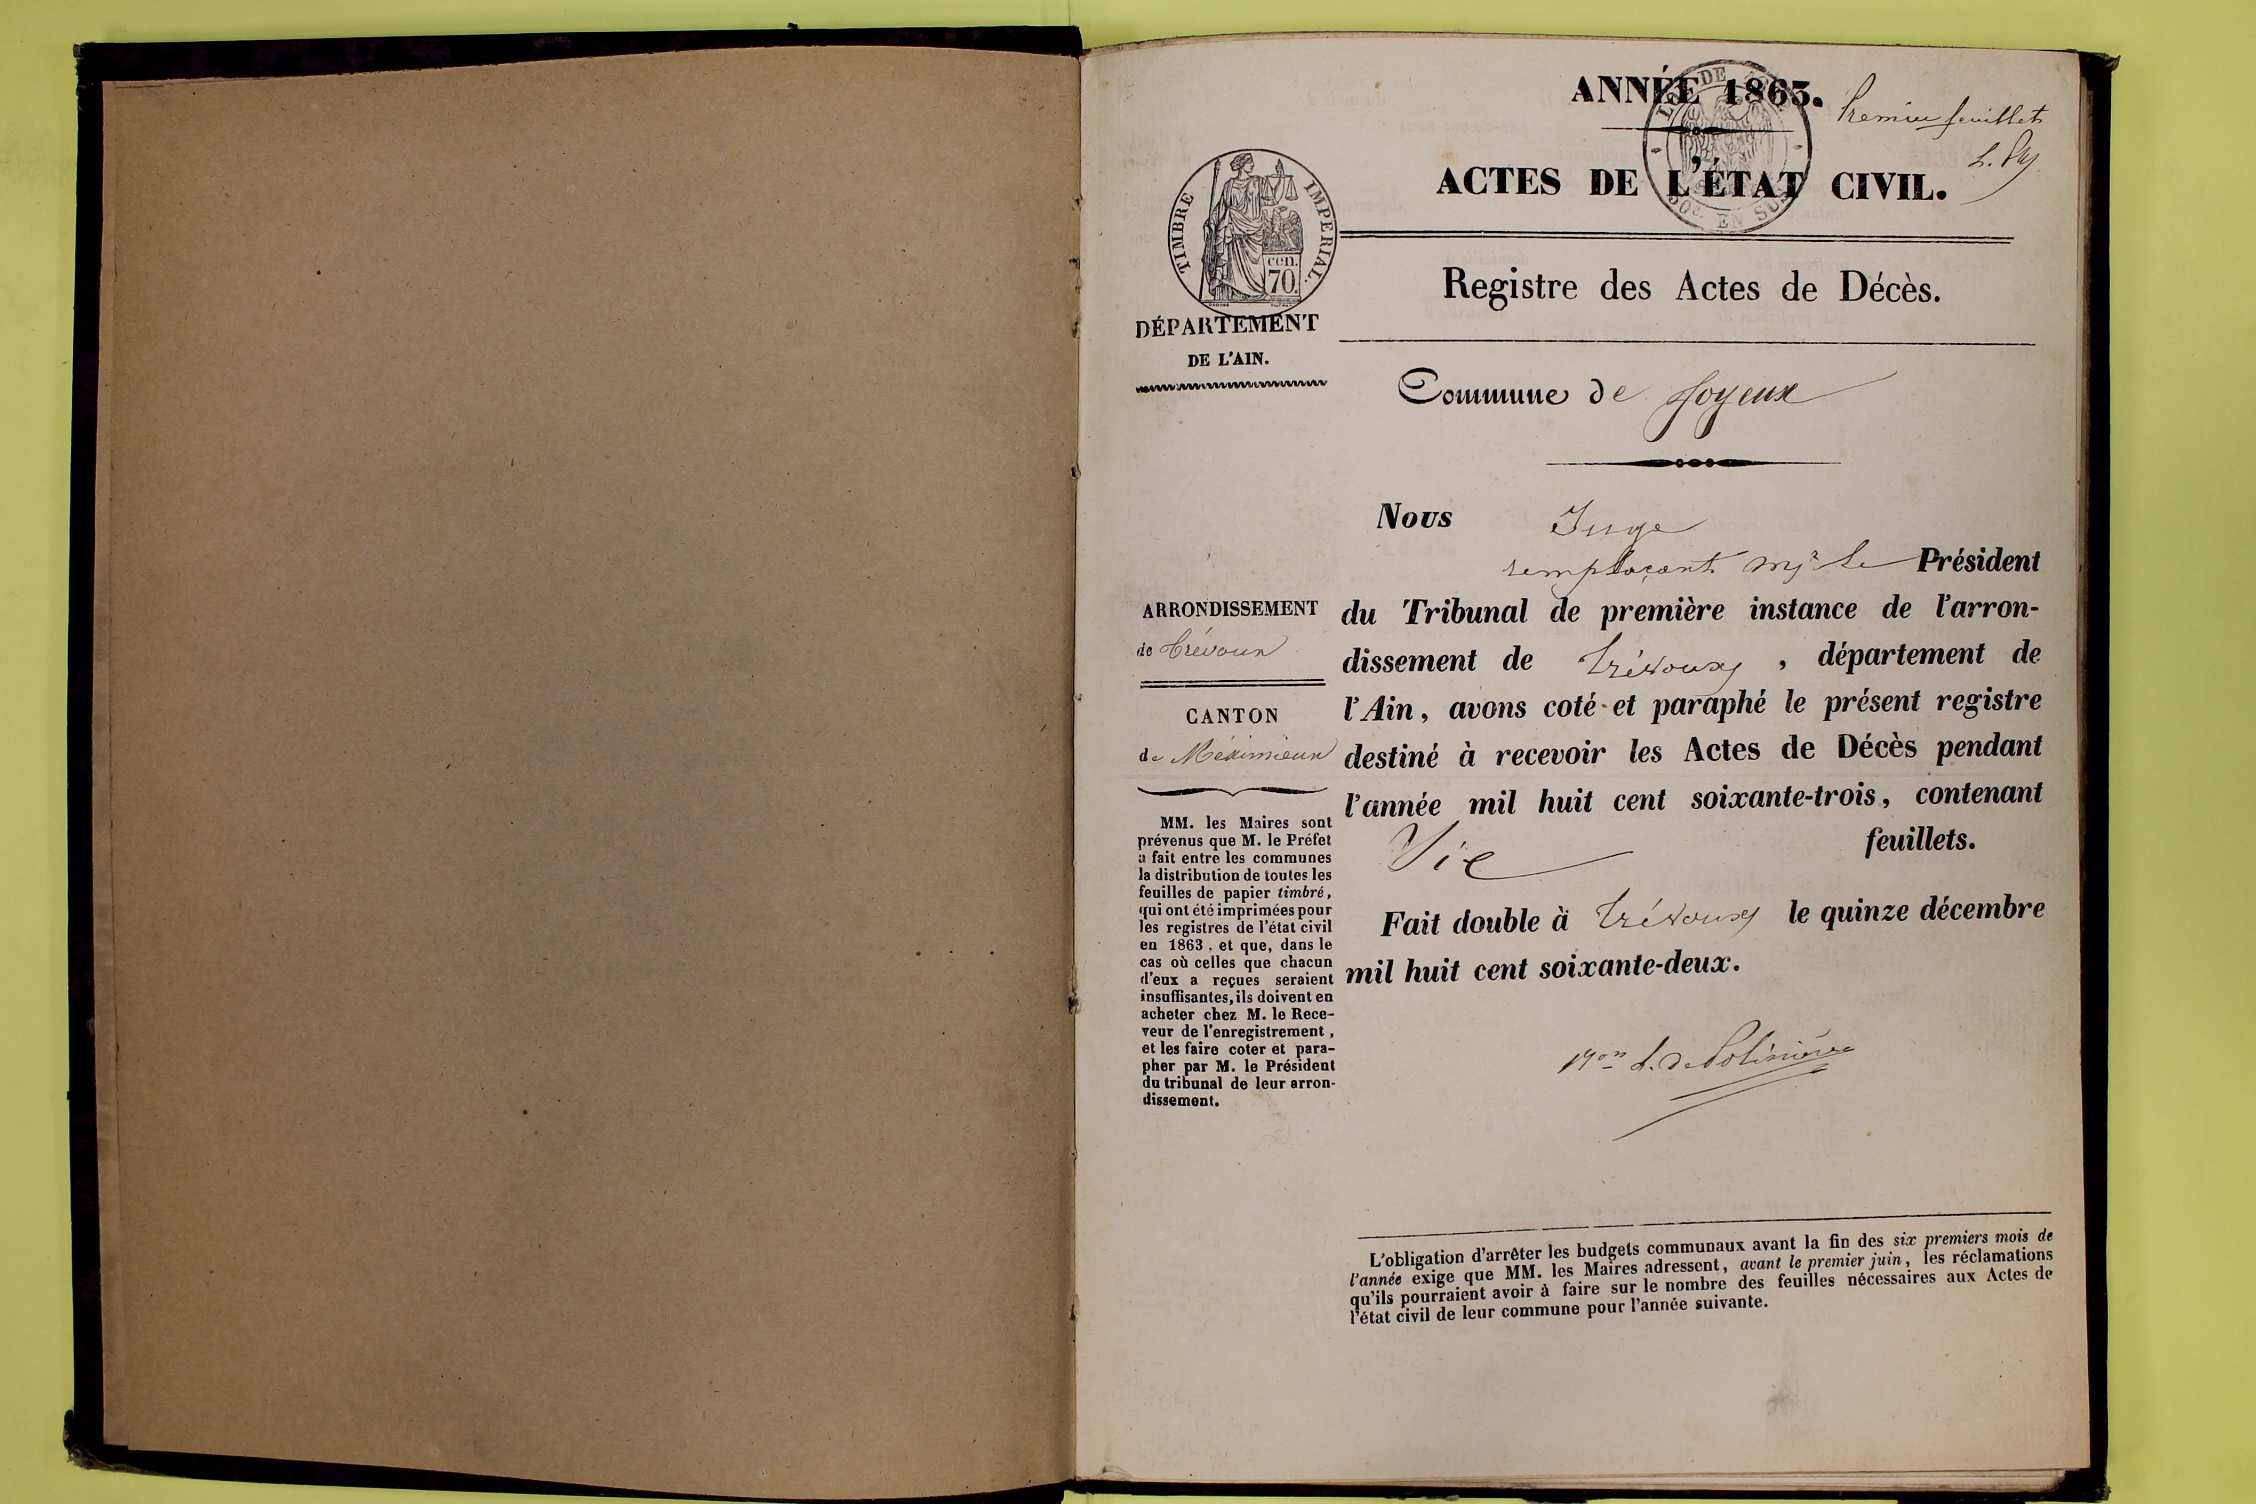 ANNÉE 1863.
Premier feuillet
ACTES DE L'ÉTAT CIVIL.
TIMBRE IMPERIAL.
cen.
70.
EN SUS
Registre des Actes de Décès.
DÉPARTEMENT
DE L'AIN.
Commune de Joyeux
Nous Juge
remplaçant Mr le Président
du Tribunal de première instance de l'arron-
dissement de Trévoux, département de
l'Ain, avons coté et paraphé le présent registre
destiné à recevoir les Actes de Décès pendant
l'année mil huit cent soixante-trois, contenant
feuillets.
Fait double à Trévoux le quinze décembre
mil huit cent soixante-deux.
L. de Polinière
ARRONDISSEMENT
de Trévoux
CANTON
de Méximieux
MM. les Maires sont
prévenus que M. le Préfet
a fait entre les communes
la distribution de toutes les
feuilles de papier timbré,
qui ont été imprimées pour
les registres de l'état civil
en 1863, et que, dans le
cas où celles que chacun
d'eux a reçues seraient
insuffisantes, ils doivent en
acheter chez M. le Rece-
veur de l'enregistrement,
et les faire coter et para-
pher par M. le Président
du tribunal de leur arron-
dissement.
L'obligation d'arrêter les budgets communaux avant la fin des six premiers mois de
l'année exige que MM. les Maires adressent, avant le premier juin, les réclamations
qu'ils pourraient avoir à faire sur le nombre des feuilles nécessaires aux Actes de
l'état civil de leur commune pour l'année suivante.